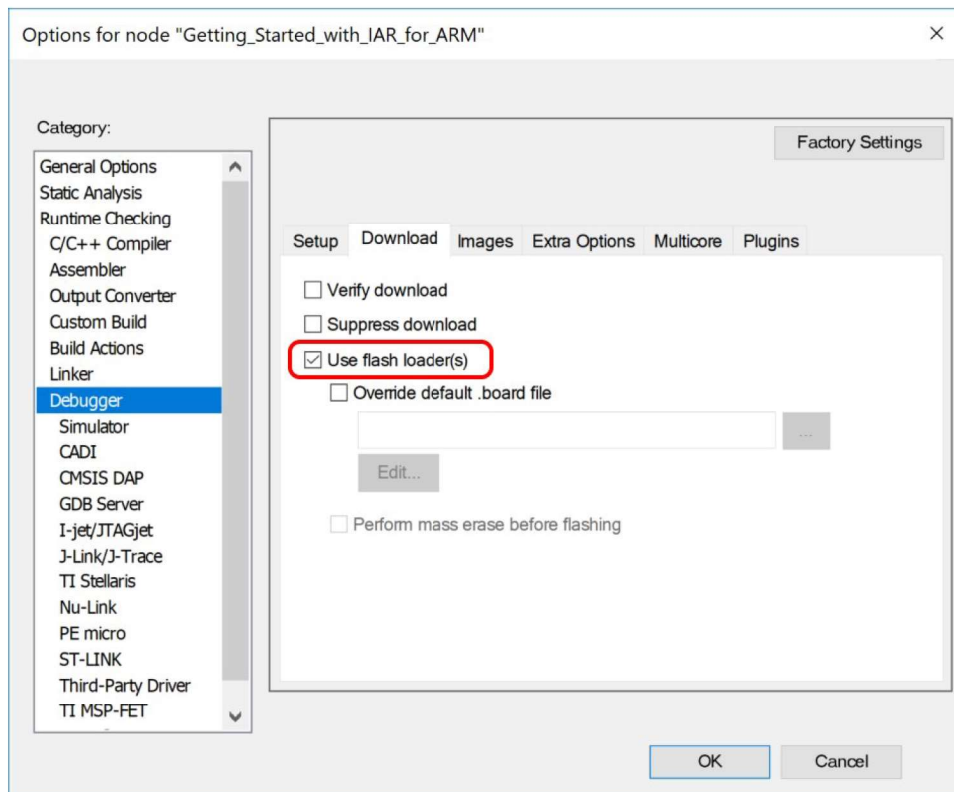 Options for node "Getting_Started_with_IAR_for_ARM"
Category:
General Options
Static Analysis
Runtime Checking
C/C++ Compiler
Assembler
Output Converter
Custom Build
Build Actions
Linker
Debugger
Simulator
CADI
CMSIS DAP
GDB Server
I-jet/JTAGjet
J-Link/J-Trace
TI Stellaris
Nu-Link
PE micro
ST-LINK
Third-Party Driver
TI MSP-FET
Factory Settings
Setup Download Images Extra Options Multicore Plugins
Verify download
Suppress download
Use flash loader(s)
Override default .board file
...
Edit...
Perform mass erase before flashing
OK Cancel